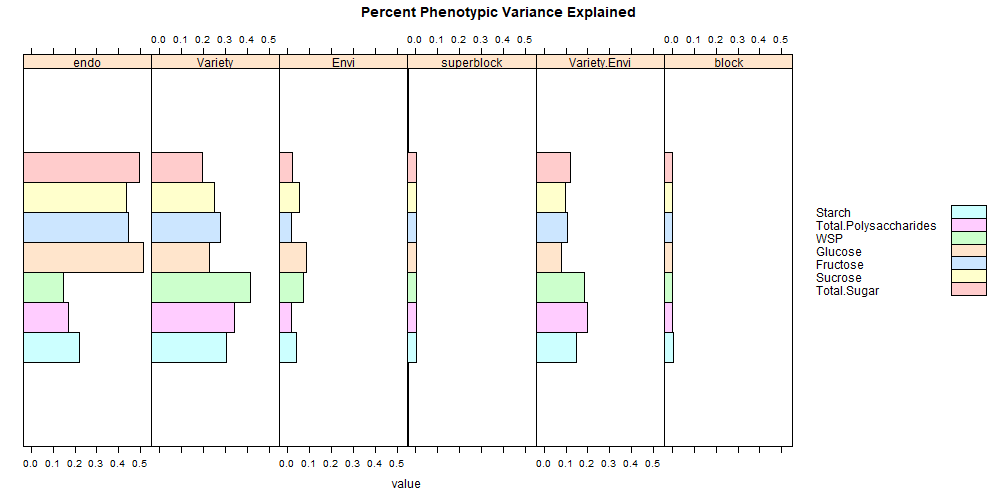 Percent Phenotypic Variance Explained
0.0 0.1 0.2 0.3 0.4 0.5 0.0 0.1 0.2 0.3 0.4 0.5 0.0 0.1 0.2 0.3 0.4 0.5
endo Variety Envi superblock Variety.Envi block
Starch
Total.Polysaccharides
WSP
Glucose
Fructose
Sucrose
Total.Sugar
0.0 0.1 0.2 0.3 0.4 0.5 0.0 0.1 0.2 0.3 0.4 0.5 0.0 0.1 0.2 0.3 0.4 0.5
value